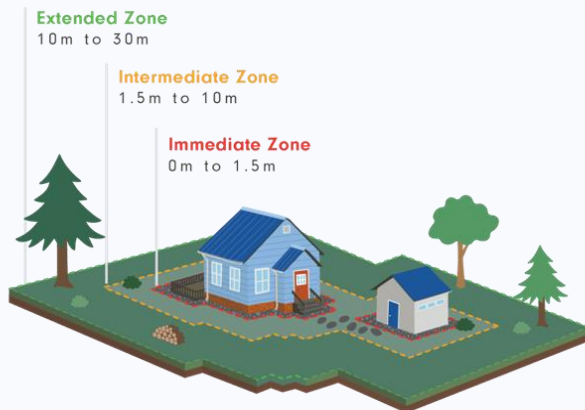 Extended Zone
10m to 30m
Intermediate Zone
1.5m to 10m
Immediate Zone
0m to 1.5m